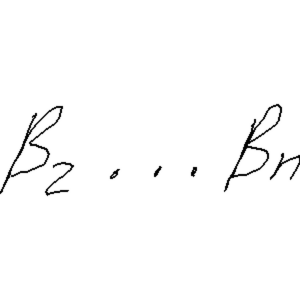 B₂ . . . Bn